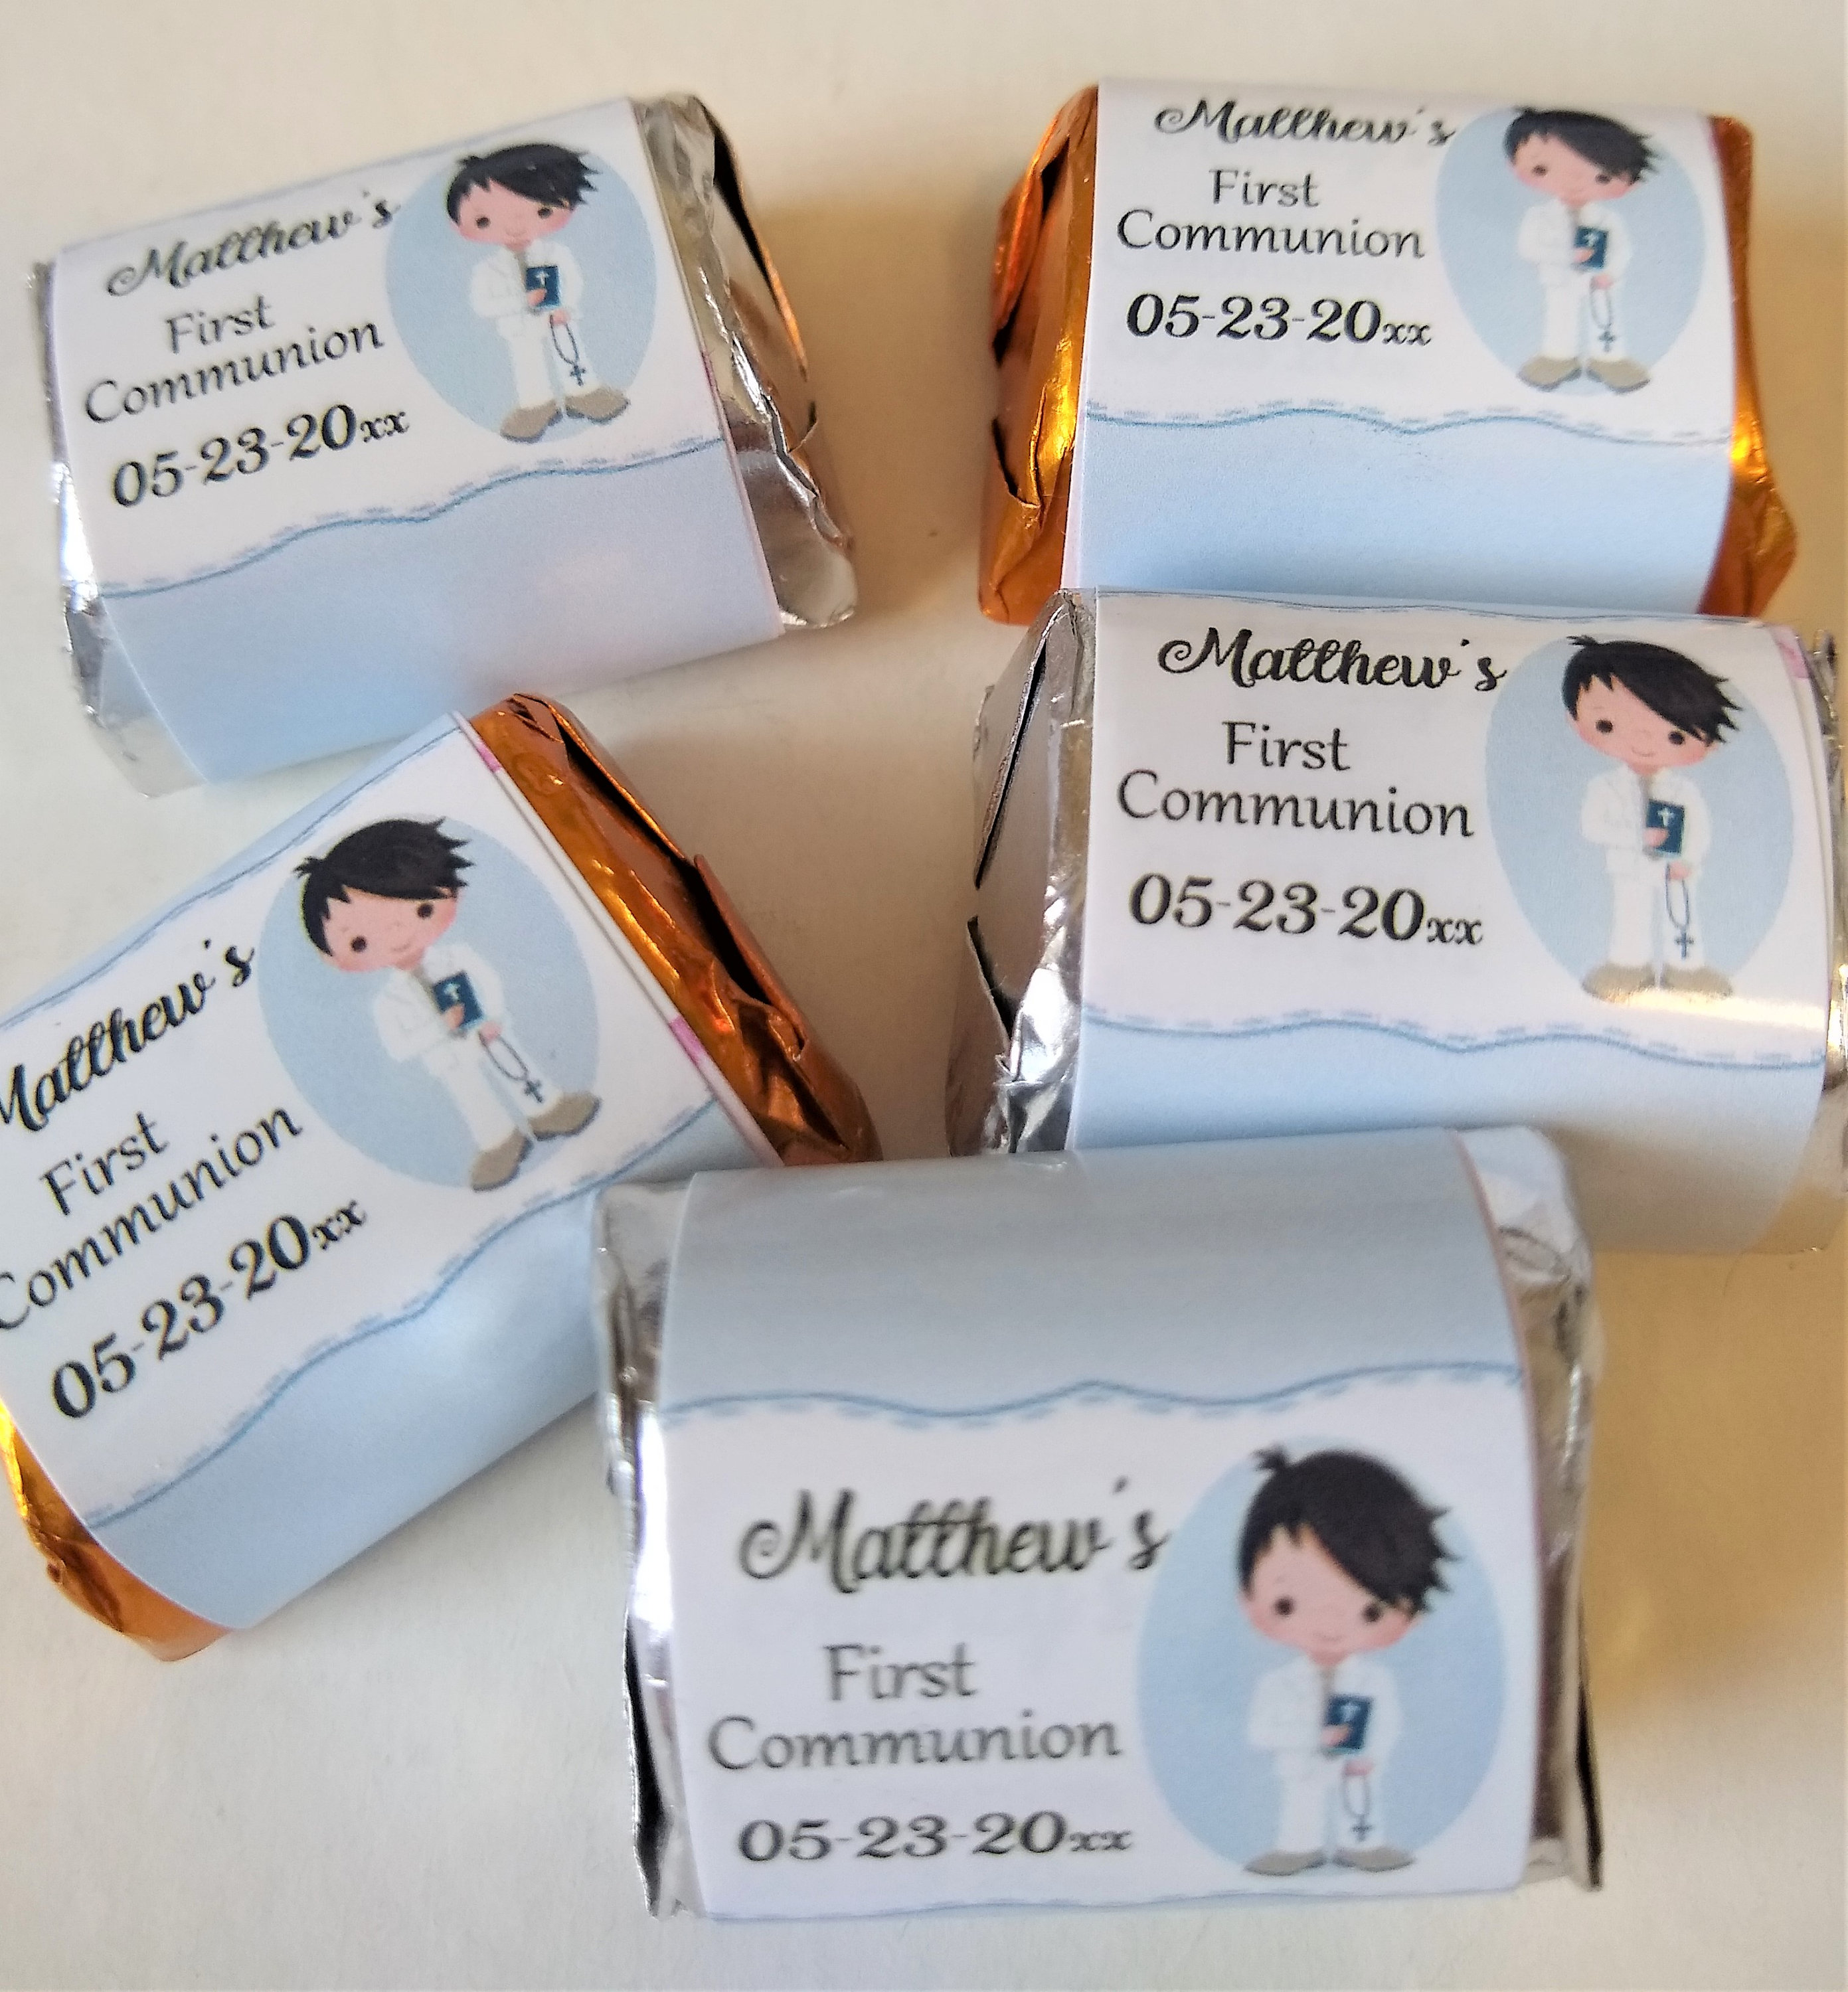 Matthew's
First
Communion
05-23-20xx
Matthew's
First
Communion
05-23-20xx
Matthew's
First
Communion
05-23-20xx
Matthew's
First
Communion
05-23-20xx
Matthew's
First
Communion
05-23-20xx